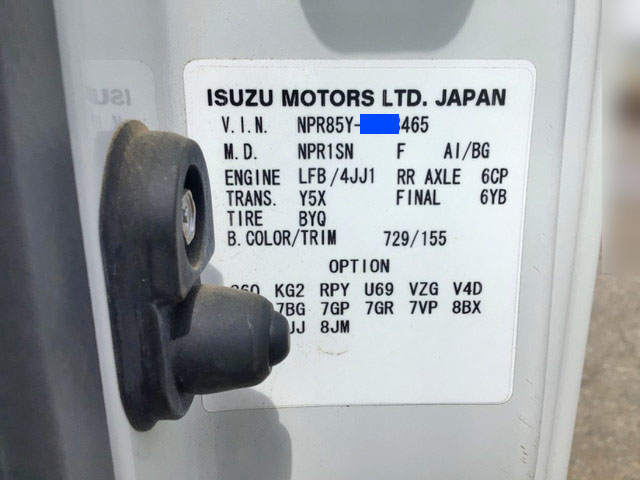 ISUZU MOTORS LTD. JAPAN
V.I.N. NPR85Y-465
M.D. NPR1SN F AI/BG
ENGINE LFB/4JJ1 RR AXLE 6CP
TRANS. Y5X FINAL 6YB
TIRE BYQ
B.COLOR/TRIM 729/155
OPTION
KG2 RPY U69 VZG V4D
7BG 7GP 7GR 7VP 8BX
8JM